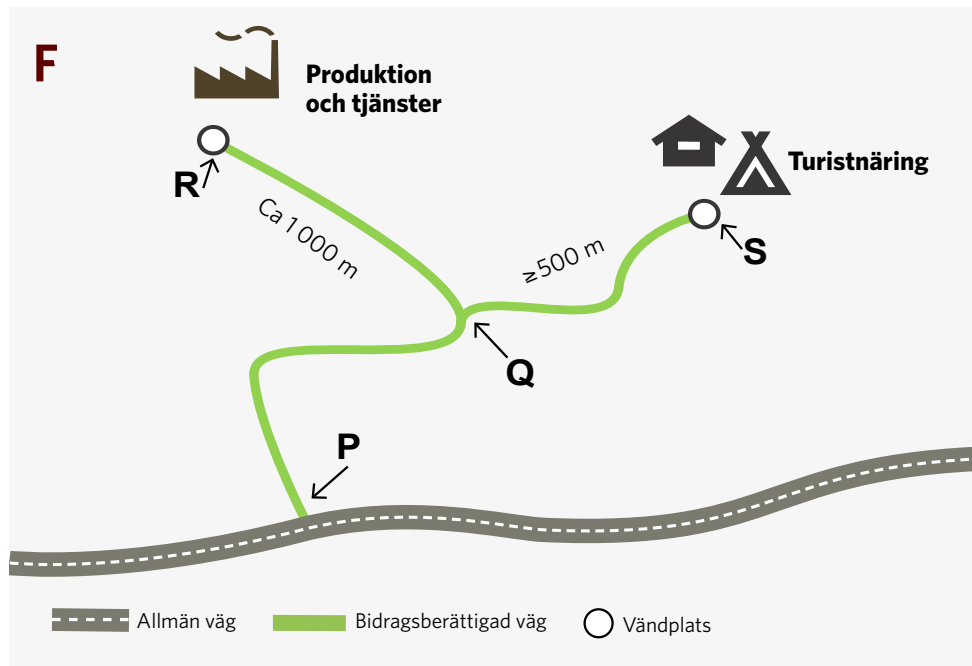 F
Produktion
och tjänster
Turistnäring
R
Ca 1 000 m
≥500 m
S
Q
P
Allmän väg
Bidragsberättigad väg
Vändplats